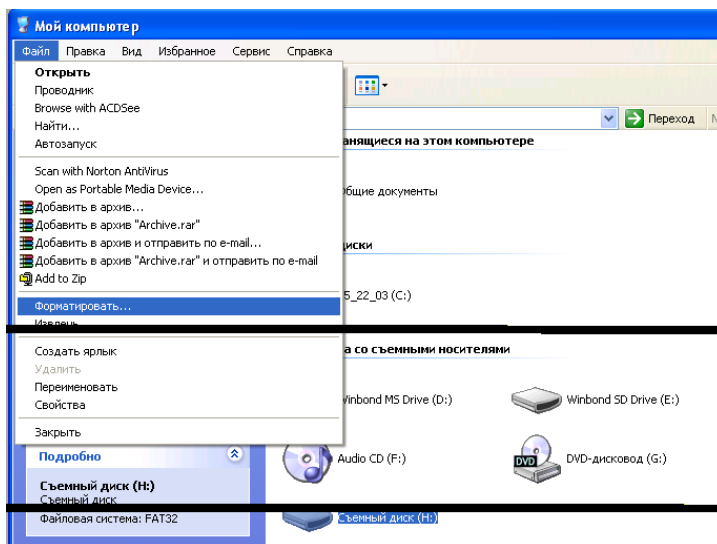 Мой компьютер
Файл Правка Вид Избранное Сервис Справка
Открыть
Проводник
Browse with ACDSee
Найти...
Автозапуск
Scan with Norton AntiVirus
Open as Portable Media Device...
Добавить в архив...
Добавить в архив "Archive.rar"
Добавить в архив и отправить по e-mail...
Добавить в архив "Archive.rar" и отправить по e-mail
Add to Zip
Форматировать...
Создать ярлык
Удалить
Переименовать
Свойства
Закрыть
Переход
анящиеся на этом компьютере
бщие документы
иски
5_22_03 (C:)
а со съемными носителями
Winbond MS Drive (D:)
Winbond SD Drive (E:)
Audio CD (F:)
DVD
DVD-дисковод (G:)
Съемный диск (H:)
Подробно
Съемный диск (H:)
Съемный диск
Файловая система: FAT32